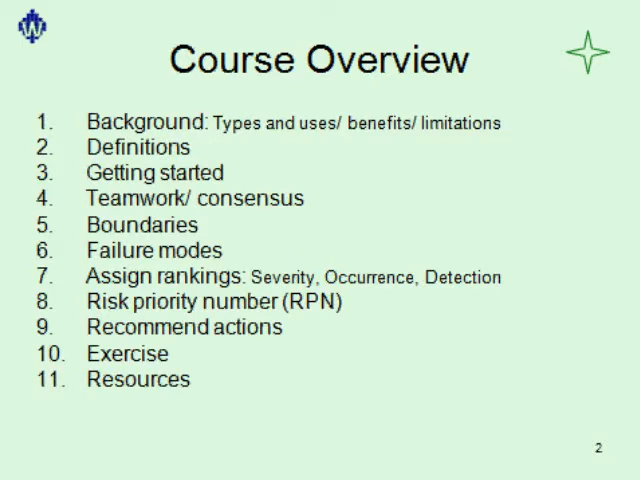 W
Course Overview
1. Background: Types and uses/ benefits/ limitations
2. Definitions
3. Getting started
4. Teamwork/ consensus
5. Boundaries
6. Failure modes
7. Assign rankings: Severity, Occurrence, Detection
8. Risk priority number (RPN)
9. Recommend actions
10. Exercise
11. Resources
2